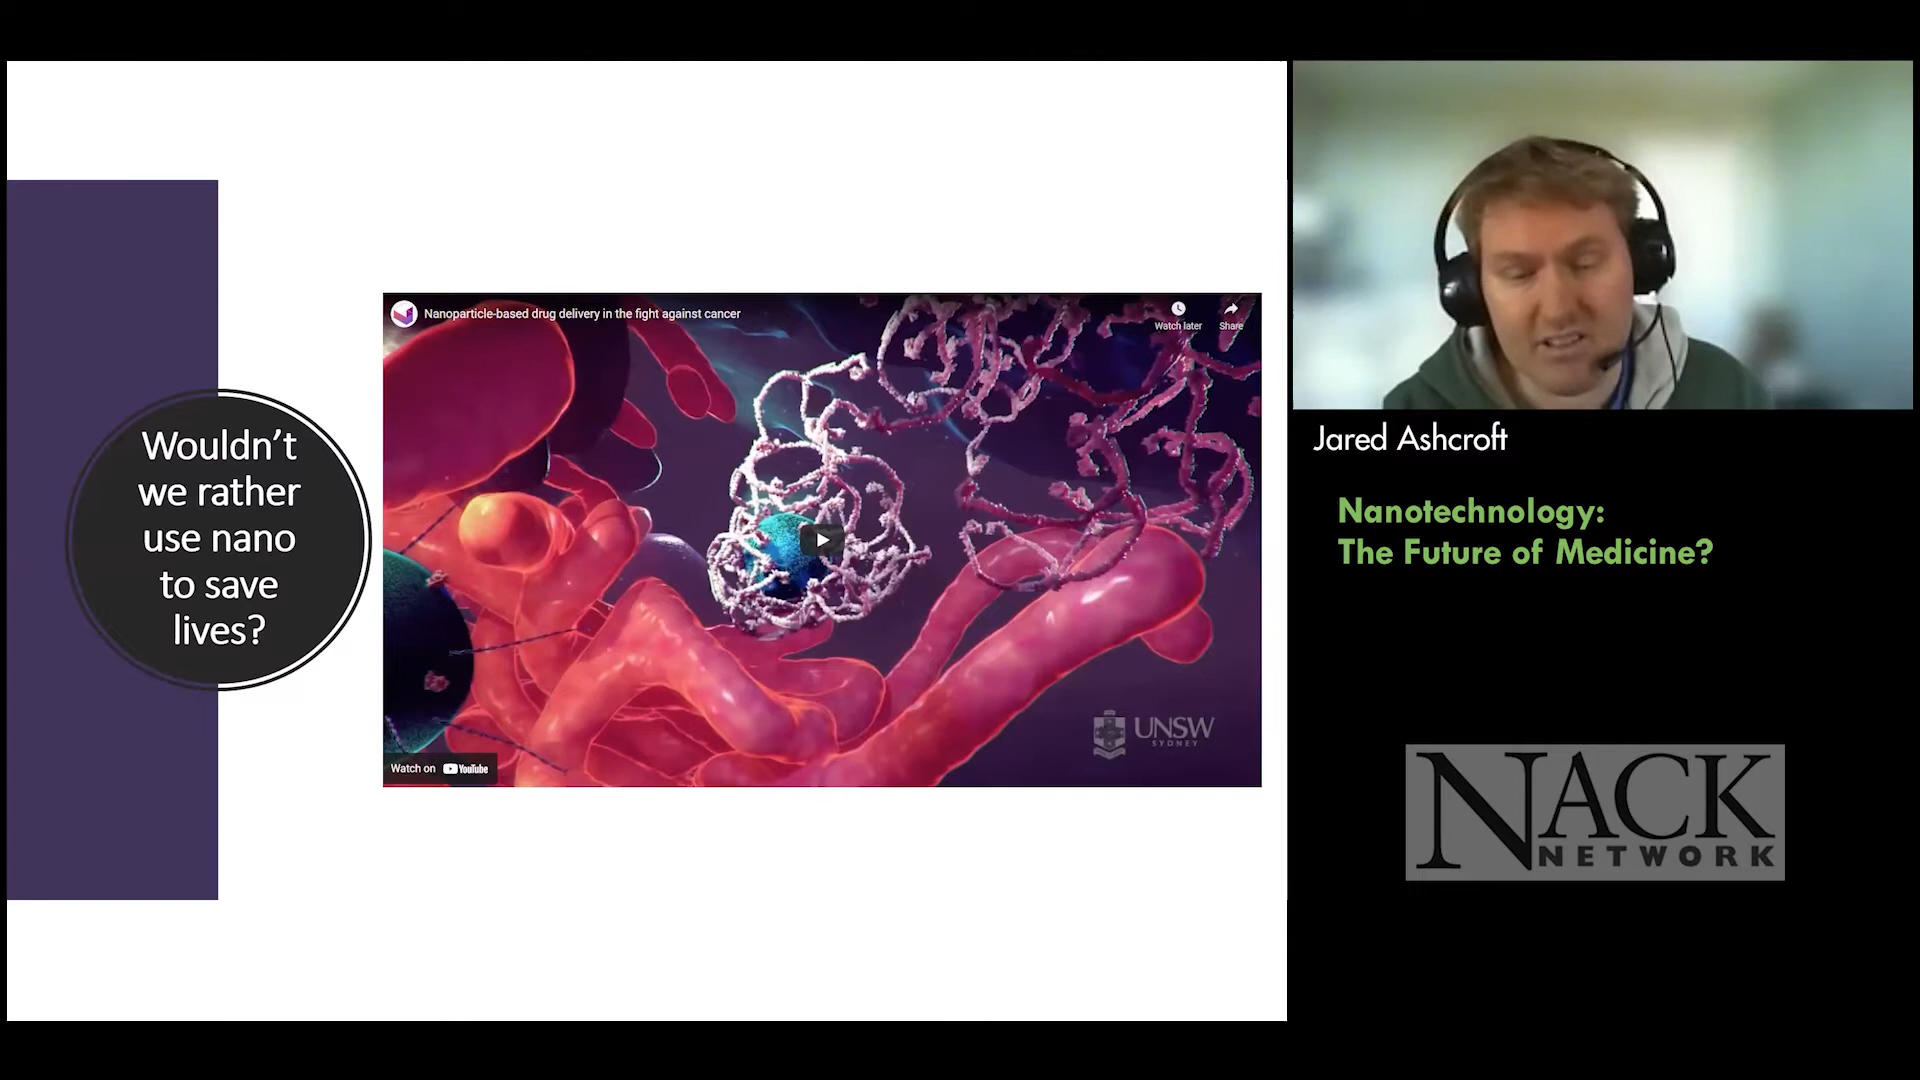 Wouldn't
we rather
use nano
to save
lives?
Nanoparticle-based drug delivery in the fight against cancer
Watch later
Share
UNSW
SYDNEY
Watch on YouTube
Jared Ashcroft
Nanotechnology:
The Future of Medicine?
NACK
NETWORK